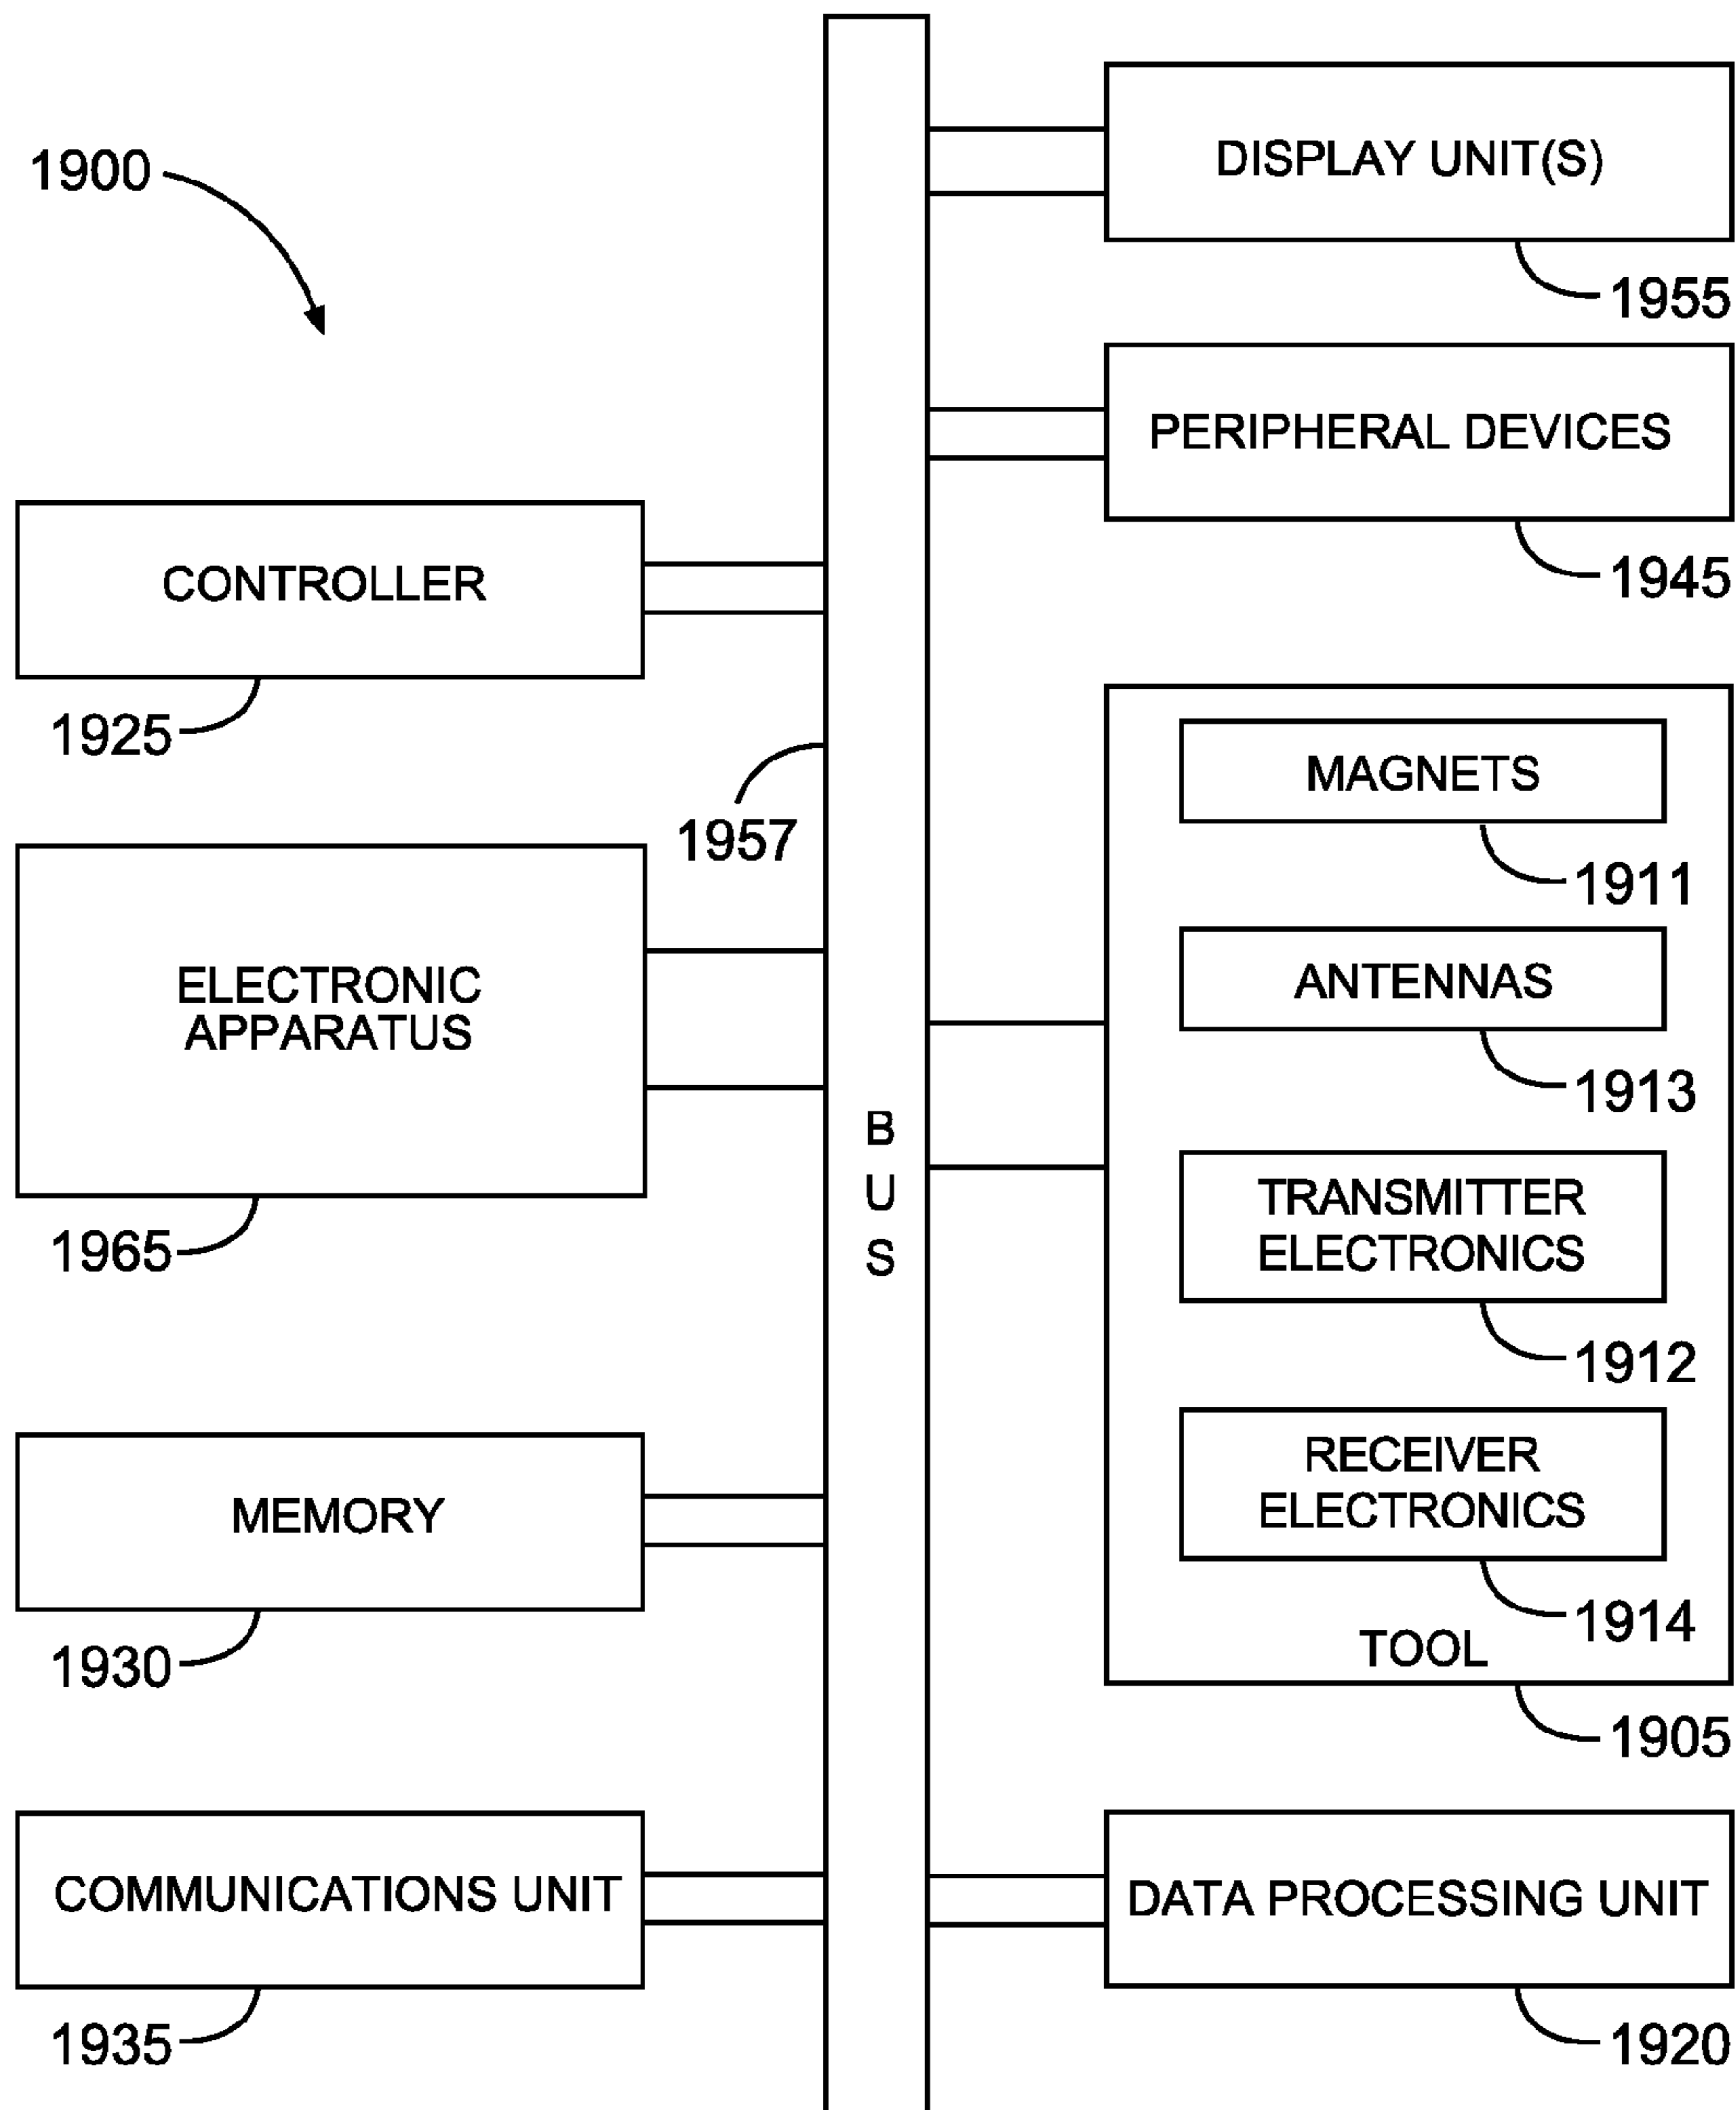 1900
DISPLAY UNIT(S)
1955
PERIPHERAL DEVICES
1945
CONTROLLER
1925
1957
MAGNETS
1911
ELECTRONIC
APPARATUS
1965
ANTENNAS
1913
B
U
S
TRANSMITTER
ELECTRONICS
1912
RECEIVER
ELECTRONICS
1914
TOOL
1905
MEMORY
1930
COMMUNICATIONS UNIT
1935
DATA PROCESSING UNIT
1920